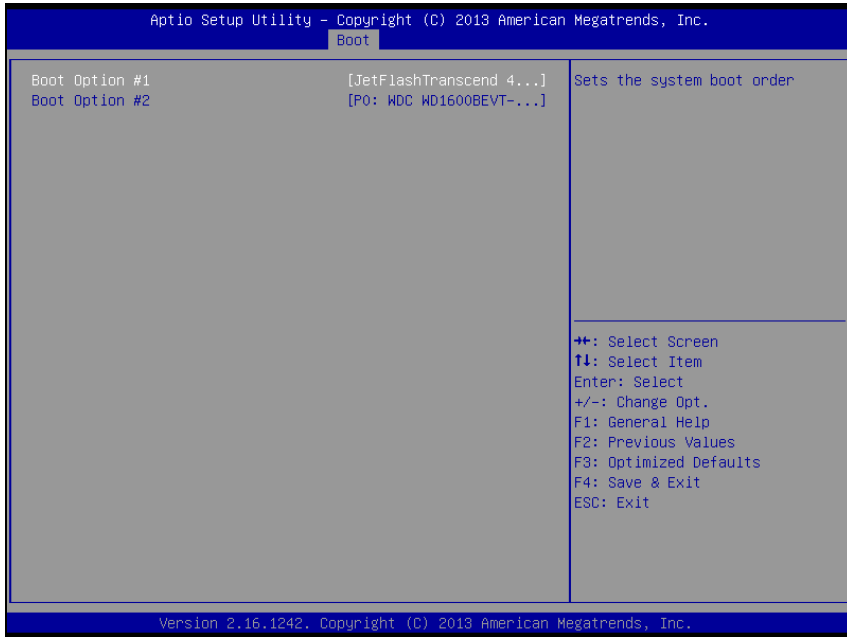 Aptio Setup Utility – Copyright (C) 2013 American Megatrends, Inc.
Boot
Boot Option #1 [JetFlashTranscend 4...]
Boot Option #2 [P0: WDC WD1600BEVT-...]
Sets the system boot order
→←: Select Screen
↑↓: Select Item
Enter: Select
+/-: Change Opt.
F1: General Help
F2: Previous Values
F3: Optimized Defaults
F4: Save & Exit
ESC: Exit
Version 2.16.1242. Copyright (C) 2013 American Megatrends, Inc.